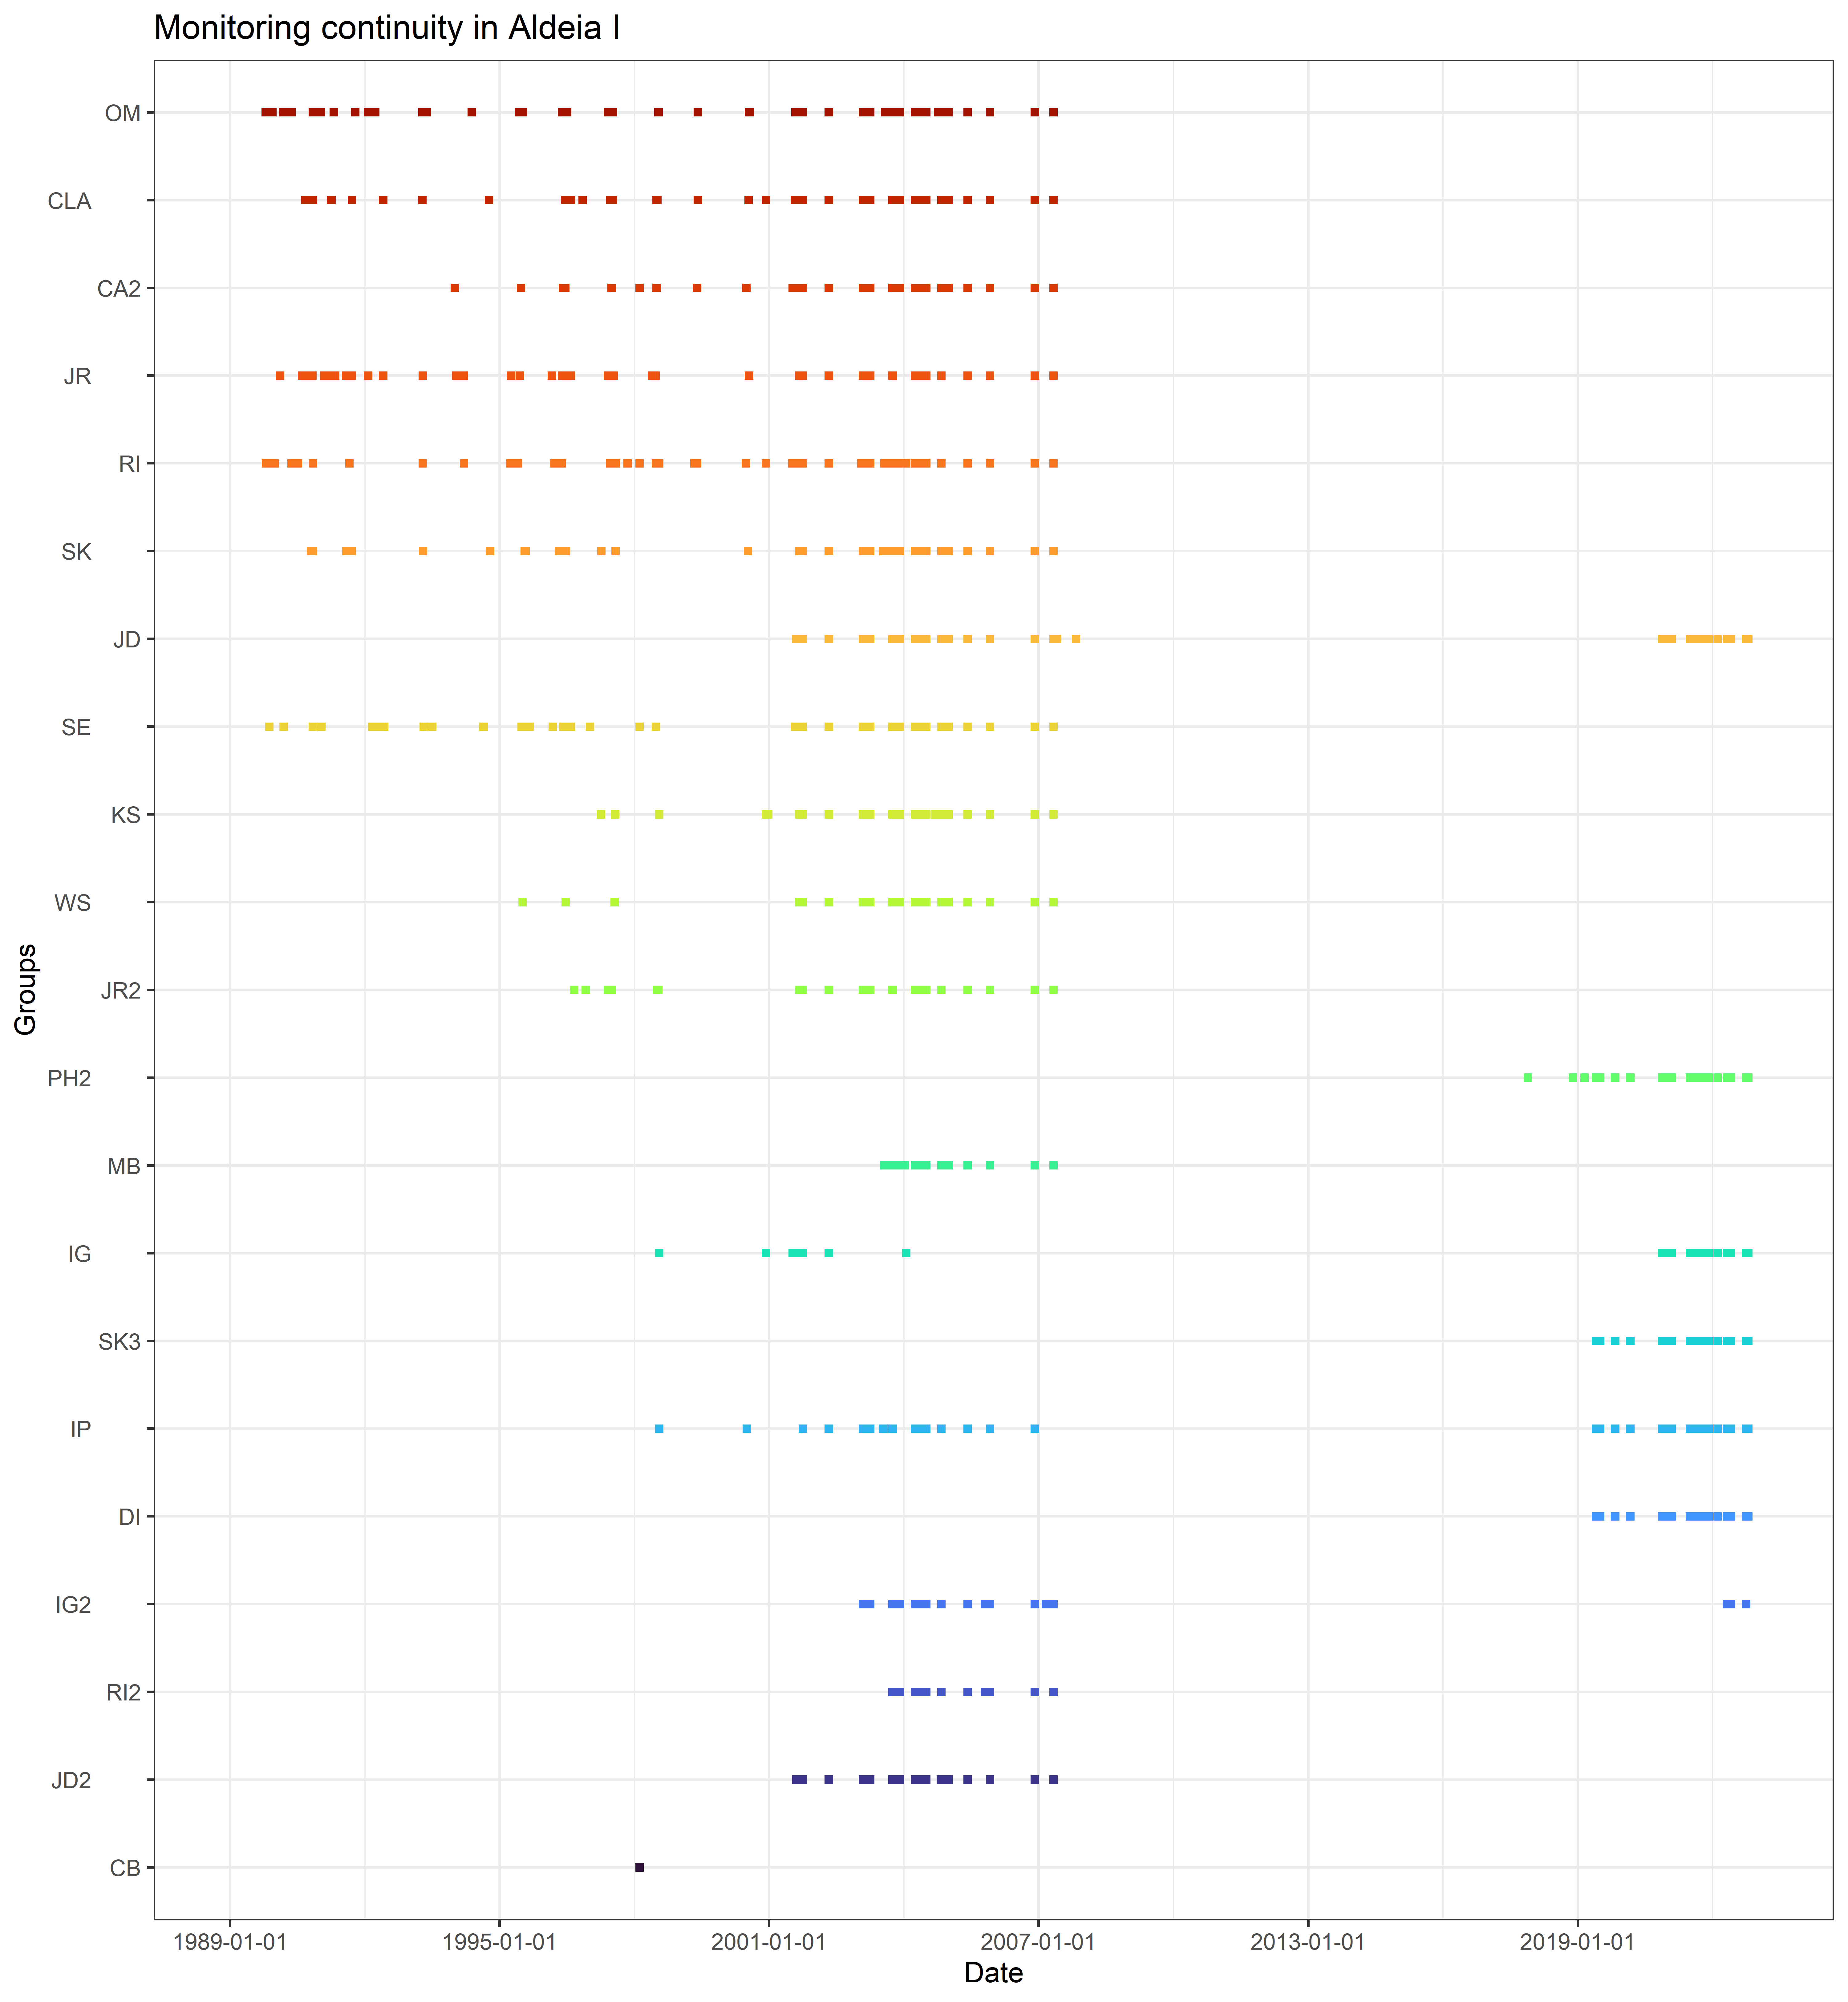 Monitoring continuity in Aldeia I
OM
CLA
CA2
JR
RI
SK
JD
SE
KS
WS
JR2
PH2
MB
IG
SK3
IP
DI
IG2
RI2
JD2
CB
Groups
1989-01-01 1995-01-01 2001-01-01 2007-01-01 2013-01-01 2019-01-01
Date